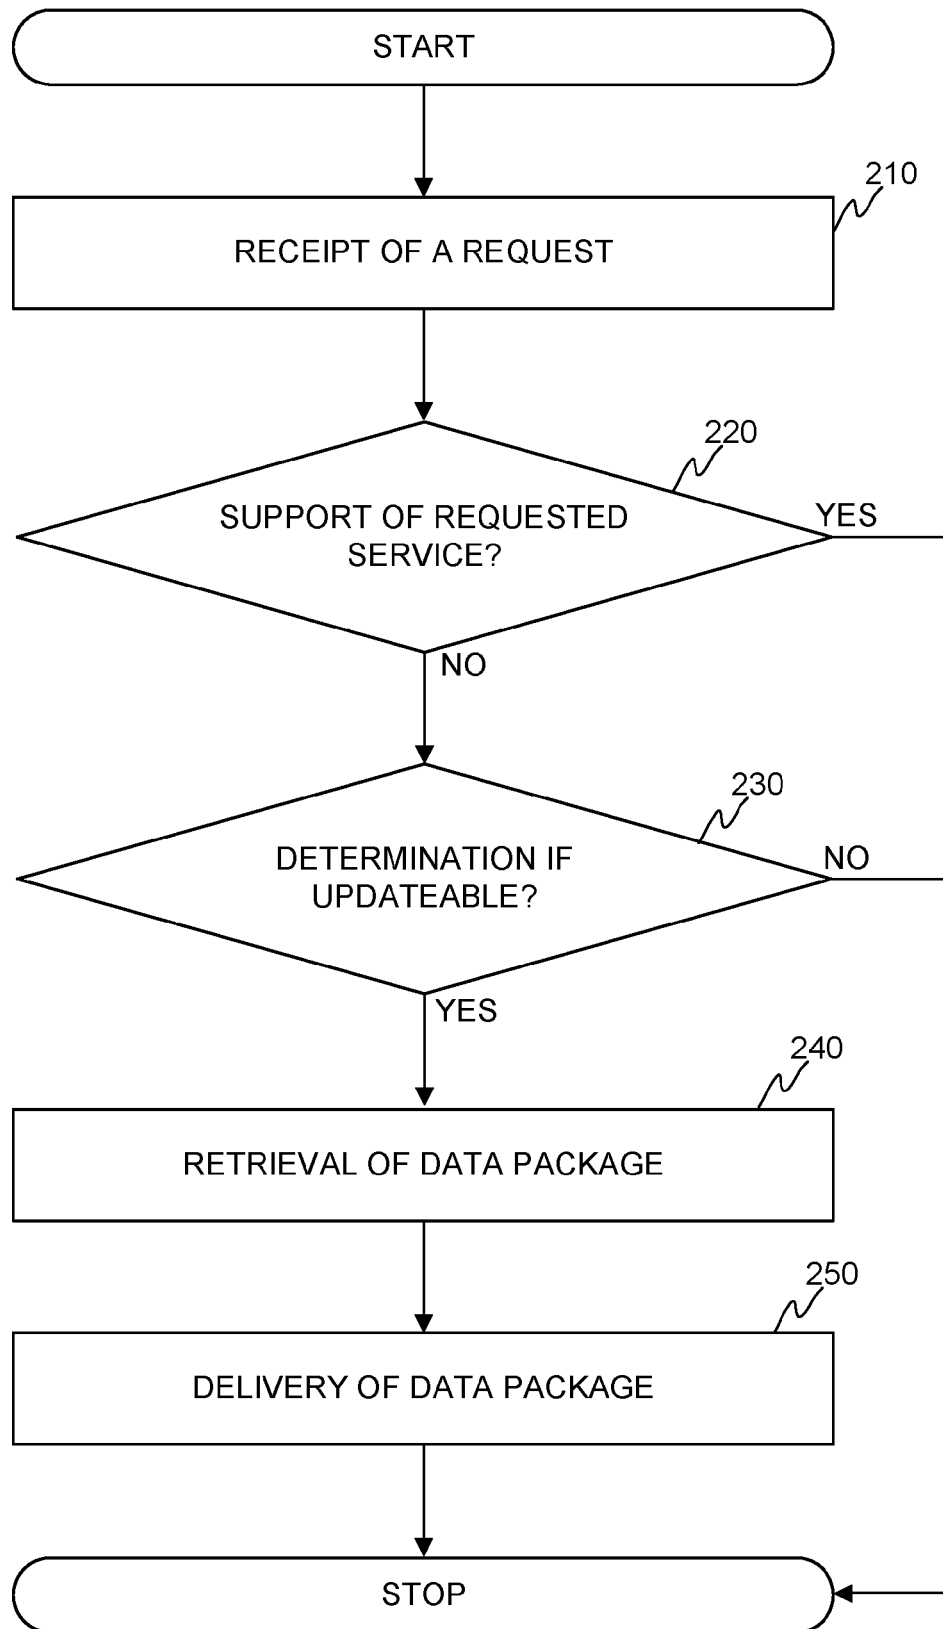 START
210
RECEIPT OF A REQUEST
220
SUPPORT OF REQUESTED
SERVICE?
YES
NO
230
DETERMINATION IF
UPDATEABLE?
NO
YES
240
RETRIEVAL OF DATA PACKAGE
250
DELIVERY OF DATA PACKAGE
STOP